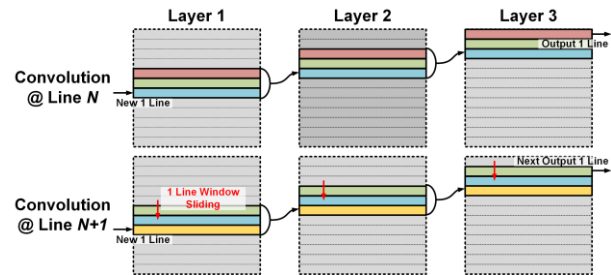 Layer 1
Layer 2
Layer 3
Output 1 Line
Convolution
@ Line N
New 1 Line
Next Output 1 Line
1 Line Window
Sliding
Convolution
@ Line N+1
New 1 Line